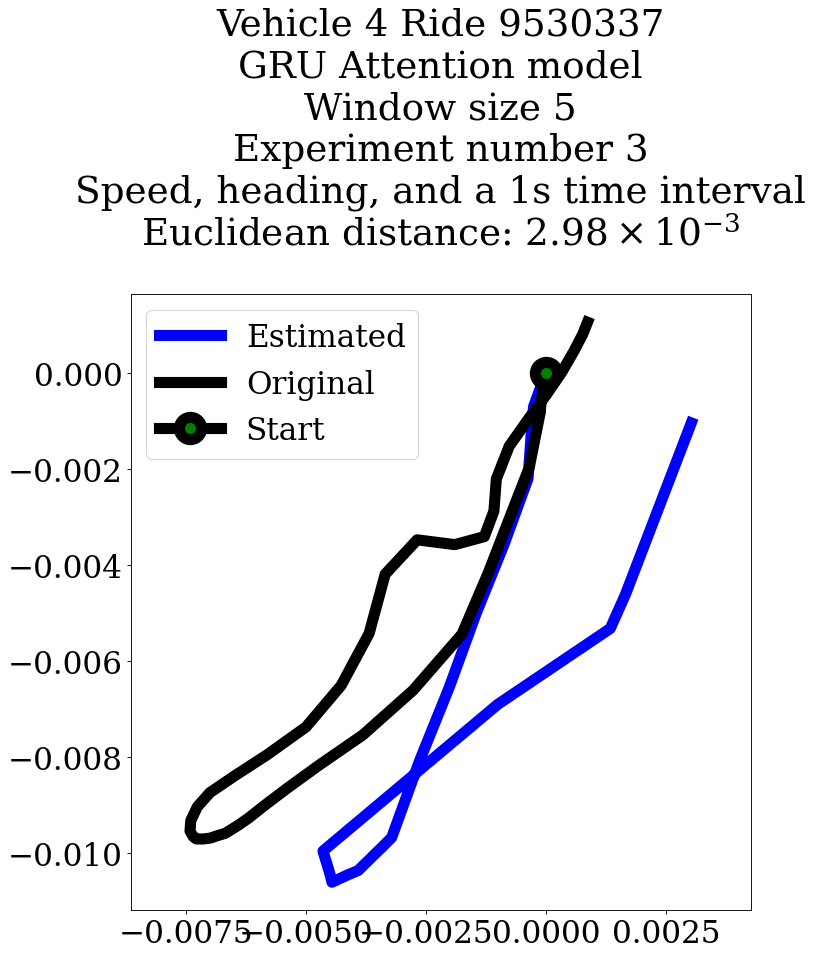 Vehicle 4 Ride 9530337
GRU Attention model
Window size 5
Experiment number 3
Speed, heading, and a 1s time interval
Euclidean distance: 2.98 × 10⁻³
Estimated
Original
Start
0.000
−0.002
−0.004
−0.006
−0.008
−0.010
−0.0075 −0.0050 −0.0025 0.0000 0.0025